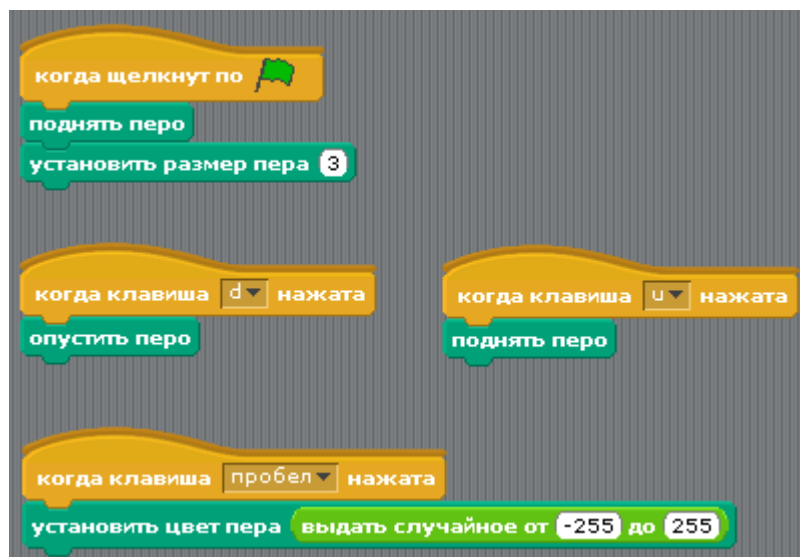 когда щелкнут по
поднять перо
установить размер пера 3
когда клавиша d нажата
опустить перо
когда клавиша u нажата
поднять перо
когда клавиша пробел нажата
установить цвет пера выдать случайное от -255 до 255